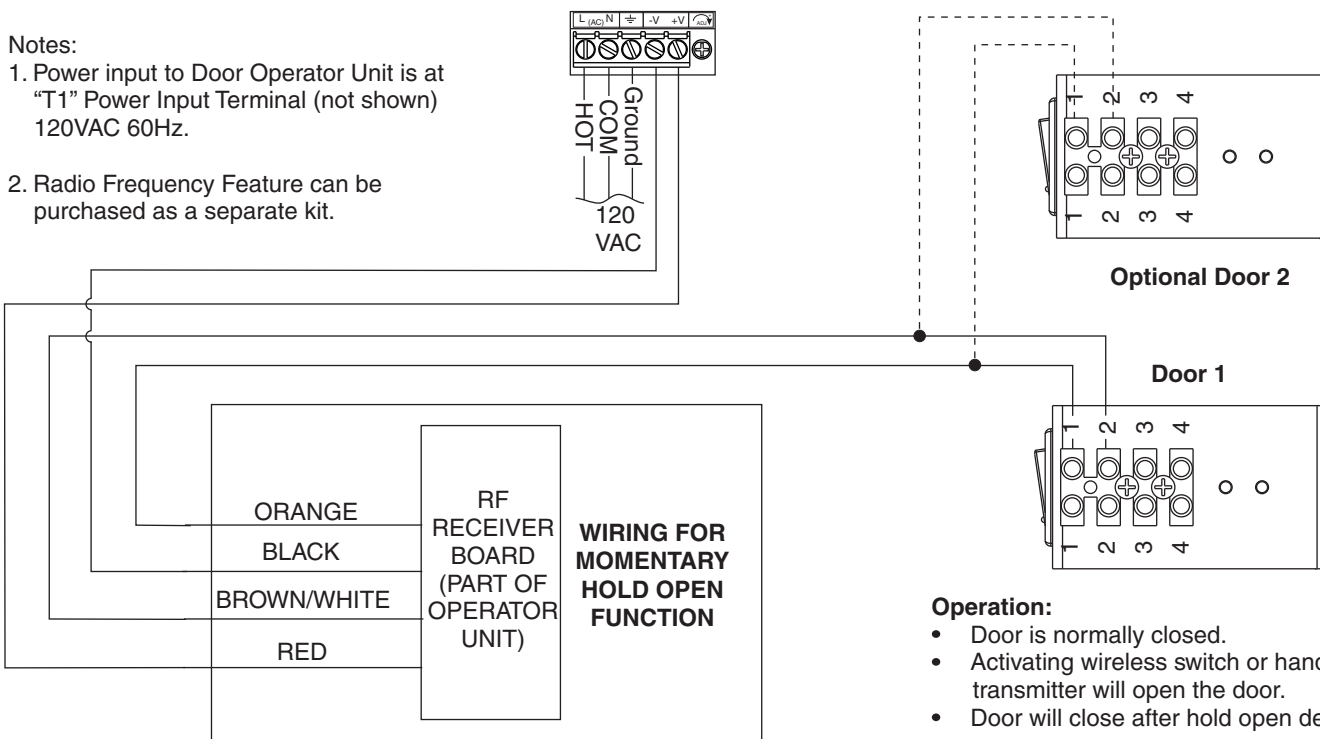 Notes:
1. Power input to Door Operator Unit is at
“T1” Power Input Terminal (not shown)
120VAC 60Hz.
2. Radio Frequency Feature can be
purchased as a separate kit.
L (AC) N -V +V ADJ
HOT
COM
Ground
120
VAC
1 2 3 4
1 2 3 4
Optional Door 2
Door 1
1 2 3 4
1 2 3 4
ORANGE
BLACK
BROWN/WHITE
RED
RF
RECEIVER
BOARD
(PART OF
OPERATOR
UNIT)
WIRING FOR
MOMENTARY
HOLD OPEN
FUNCTION
Operation:
• Door is normally closed.
• Activating wireless switch or
transmitter will open the door.
• Door will close after hold open